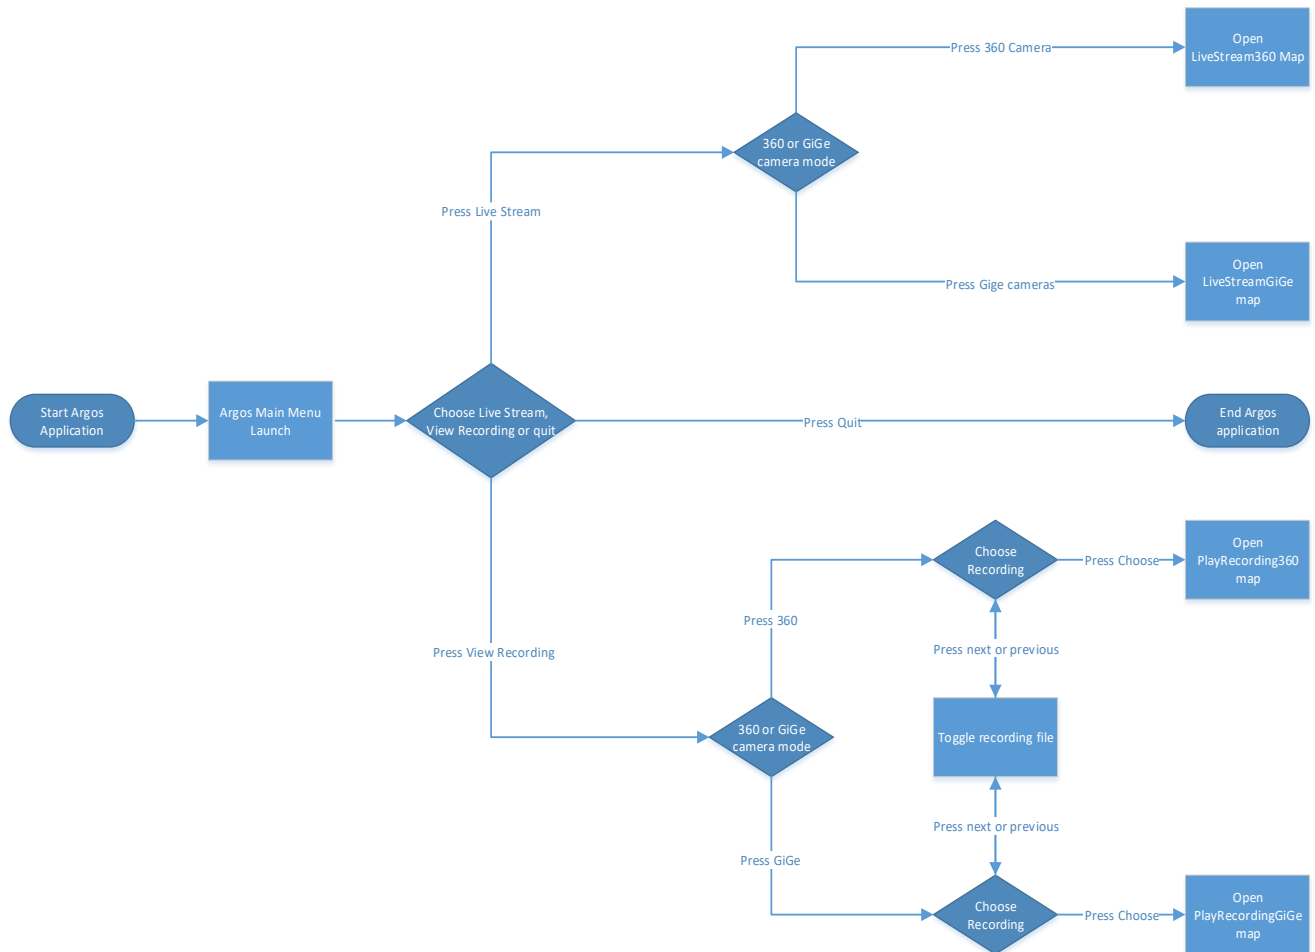 Open
LiveStream360 Map
Press 360 Camera
360 or GiGe
camera mode
Press Live Stream
Open
LiveStreamGiGe
map
Press Gige cameras
Start Argos
Application
Argos Main Menu
Launch
Choose Live Stream,
View Recording or quit
Press Quit
End Argos
application
Choose
Recording
Press Choose
Open
PlayRecording360
map
Press 360
Press View Recording
Press next or previous
360 or GiGe
camera mode
Toggle recording file
Press next or previous
Press GiGe
Choose
Recording
Press Choose
Open
PlayRecordingGiGe
map